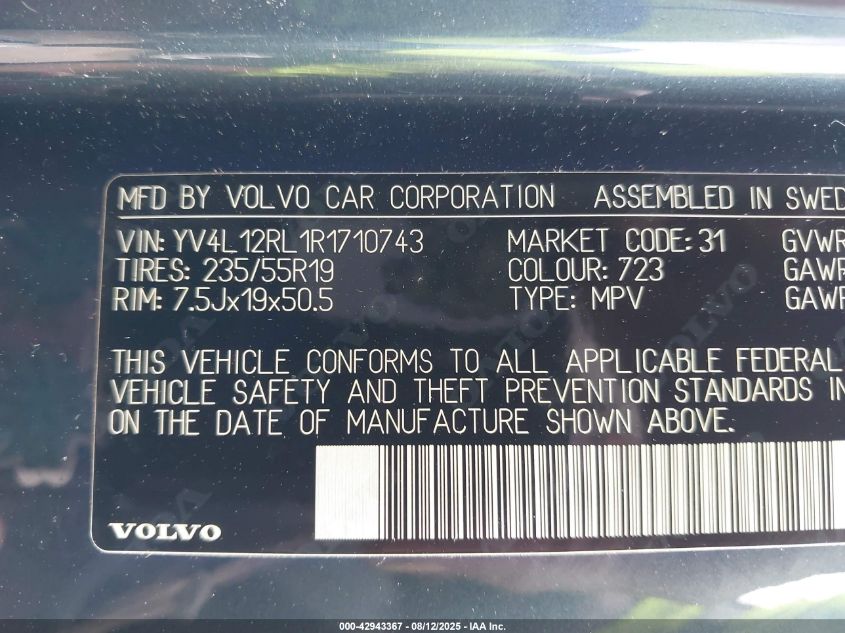 MFD BY VOLVO CAR CORPORATION ASSEMBLED IN SWED
VIN: YV4L12RL1R1710743 MARKET CODE: 31 GVWR
TIRES: 235/55R19 COLOUR: 723 GAWR
RIM: 7.5Jx19x50.5 TYPE: MPV GAWR
THIS VEHICLE CONFORMS TO ALL APPLICABLE FEDERAL
VEHICLE SAFETY AND THEFT PREVENTION STANDARDS IN
ON THE DATE OF MANUFACTURE SHOWN ABOVE.
VOLVO
000-42943367 - 08/12/2025 - IAA Inc.